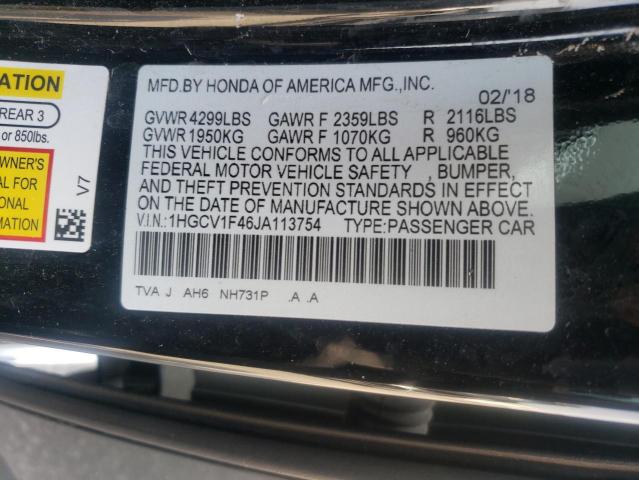 ATION
REAR 3
or 850lbs.
WNER'S
AL FOR
IONAL
V7
MFD.BY HONDA OF AMERICA MFG.,INC.
02/'18
GVWR 4299LBS GAWR F 2359LBS R 2116LBS
GVWR 1950KG GAWR F 1070KG R 960KG
THIS VEHICLE CONFORMS TO ALL APPLICABLE
FEDERAL MOTOR VEHICLE SAFETY , BUMPER,
AND THEFT PREVENTION STANDARDS IN EFFECT
ON THE DATE OF MANUFACTURE SHOWN ABOVE.
V.I.N.:1HGCV1F46JA113754 TYPE:PASSENGER CAR
TVA J AH6 NH731P .A .A